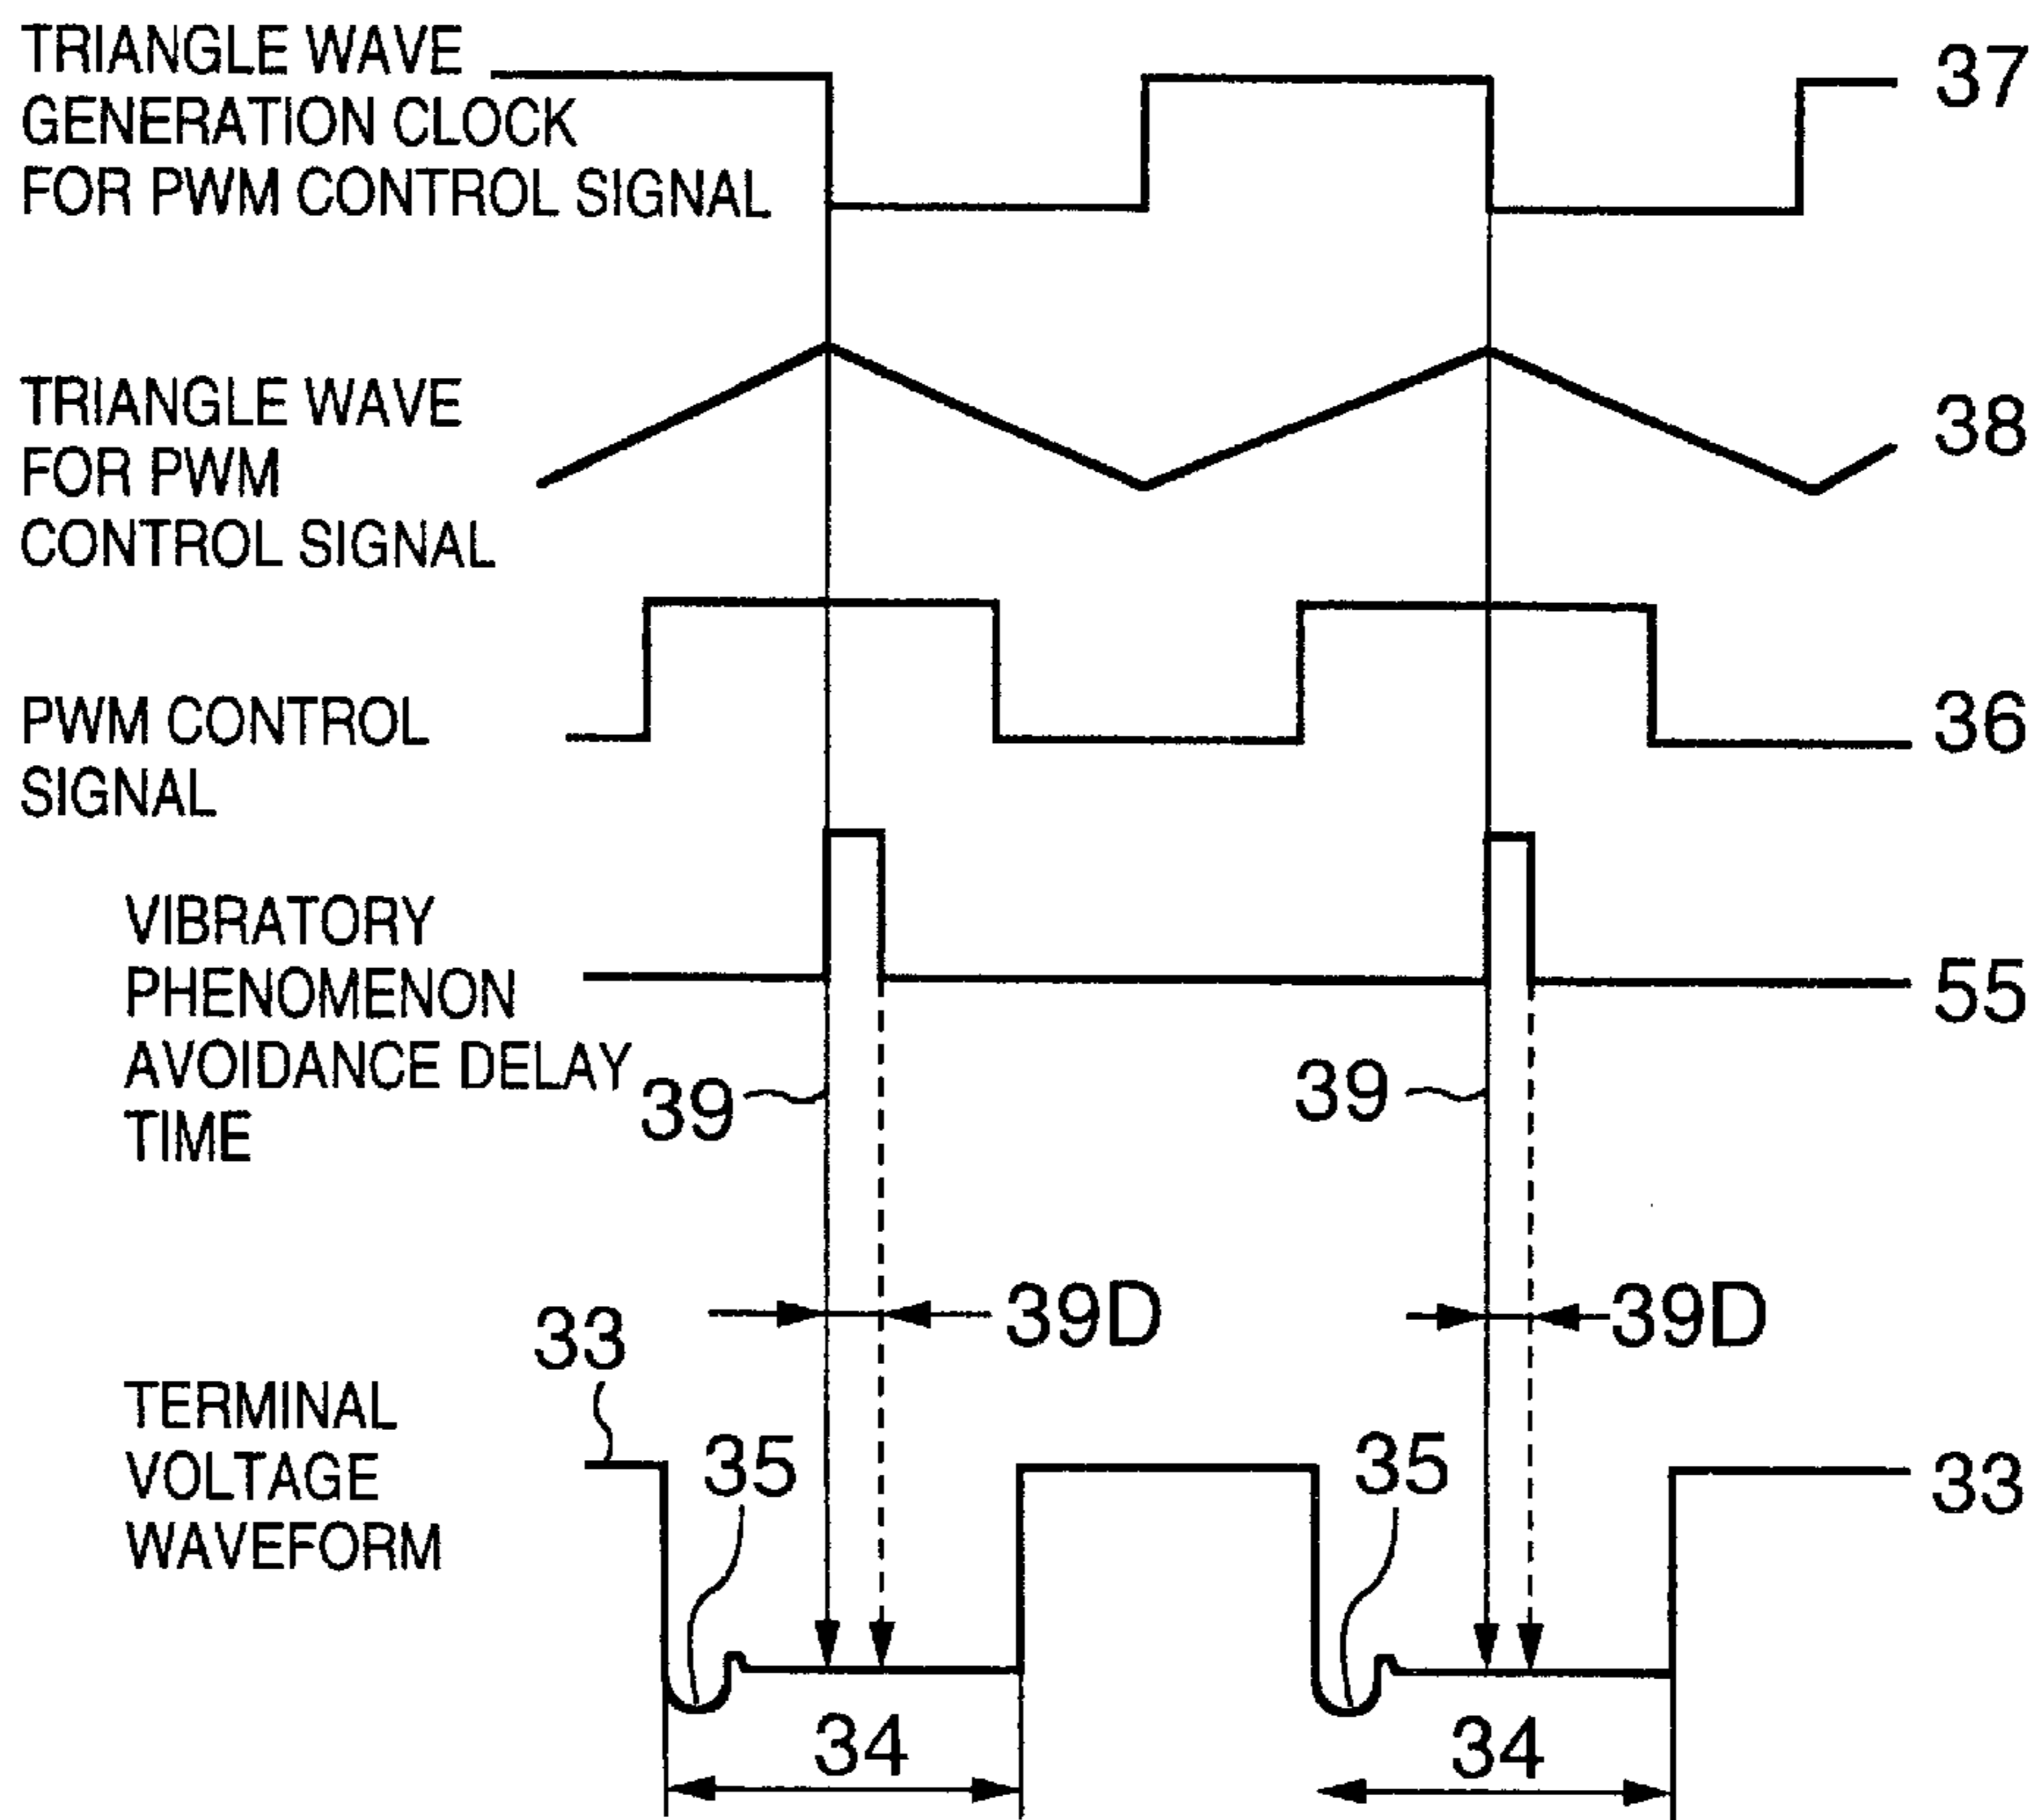 TRIANGLE WAVE
GENERATION CLOCK
FOR PWM CONTROL SIGNAL
37
TRIANGLE WAVE
FOR PWM
CONTROL SIGNAL
38
PWM CONTROL
SIGNAL
36
VIBRATORY
PHENOMENON
AVOIDANCE DELAY
TIME
55
39
39
39D
39D
33
TERMINAL
VOLTAGE
WAVEFORM
35
35
33
34
34